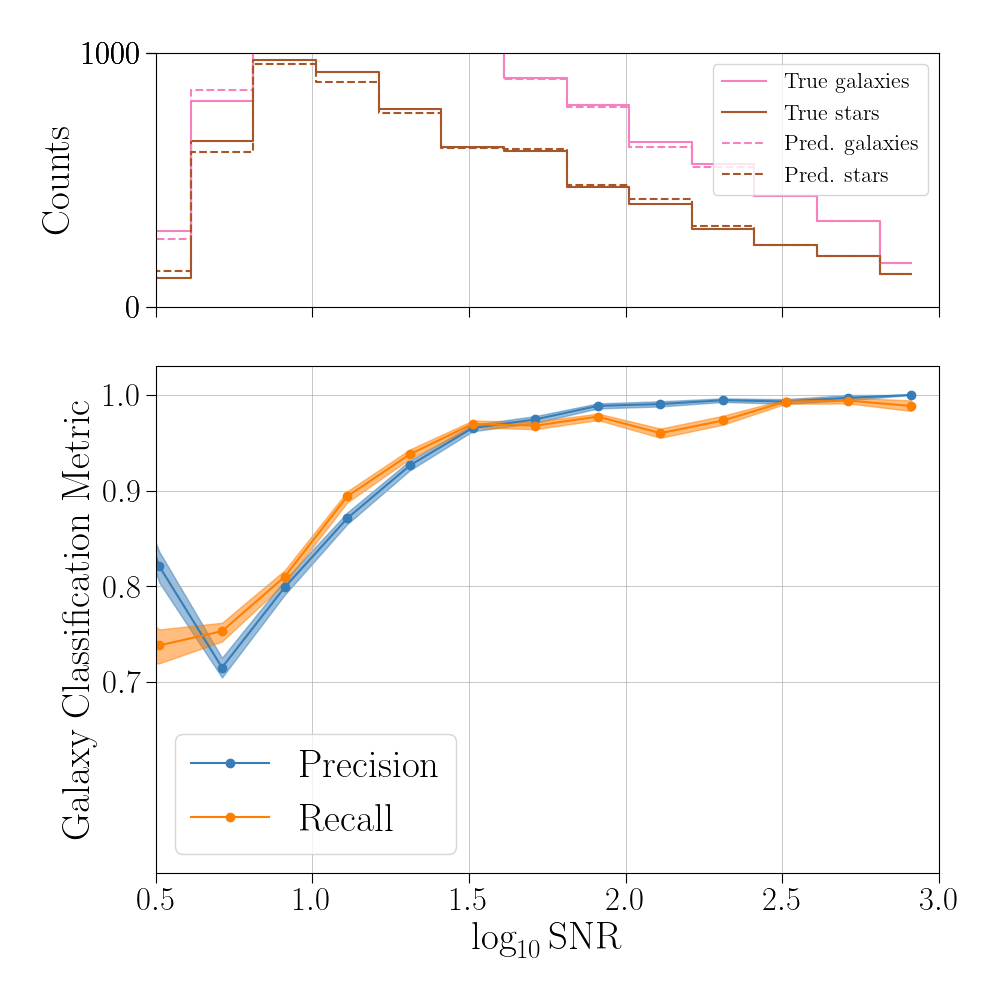 1000
0
Counts
True galaxies
True stars
Pred. galaxies
Pred. stars
1.0
0.9
0.8
0.7
Galaxy Classification Metric
Precision
Recall
0.5 1.0 1.5 2.0 2.5 3.0
log₁₀ SNR